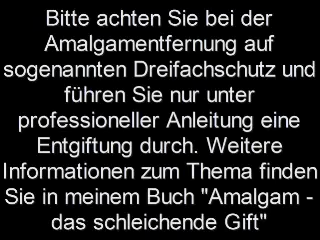 Bitte achten Sie bei der
Amalgamentfernung auf
sogenannten Dreifachschutz und
führen Sie nur unter
professioneller Anleitung eine
Entgiftung durch. Weitere
Informationen zum Thema finden
Sie in meinem Buch "Amalgam -
das schleichende Gift"